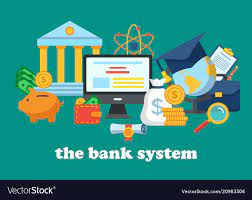 the bank system
VectorStock®
VectorStock.com/20983306